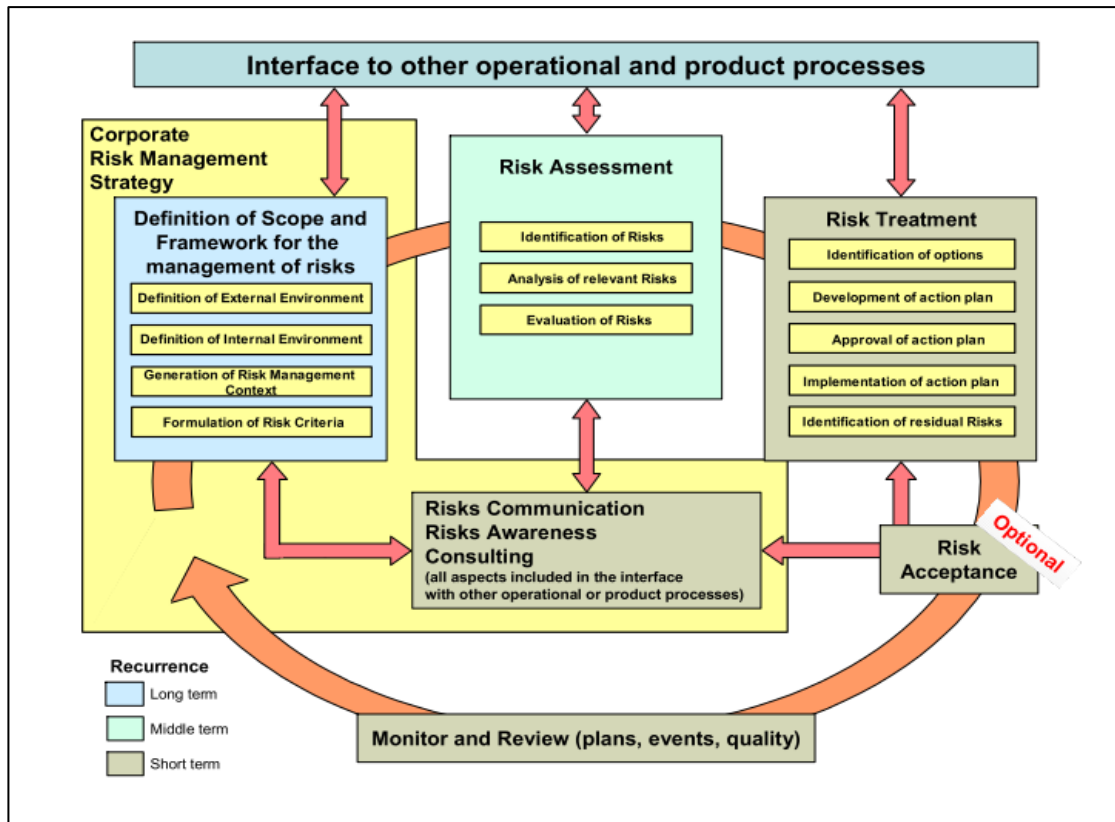 Interface to other operational and product processes
Corporate
Risk Management
Strategy
Definition of Scope and
Framework for the
management of risks
Definition of External Environment
Definition of Internal Environment
Generation of Risk Management
Context
Formulation of Risk Criteria
Risk Assessment
Identification of Risks
Analysis of relevant Risks
Evaluation of Risks
Risk Treatment
Identification of options
Development of action plan
Approval of action plan
Implementation of action plan
Identification of residual Risks
Risks Communication
Risks Awareness
Consulting
(all aspects included in the interface
with other operational or product processes)
Risk
Acceptance
Optional
Recurrence
Long term
Middle term
Short term
Monitor and Review (plans, events, quality)